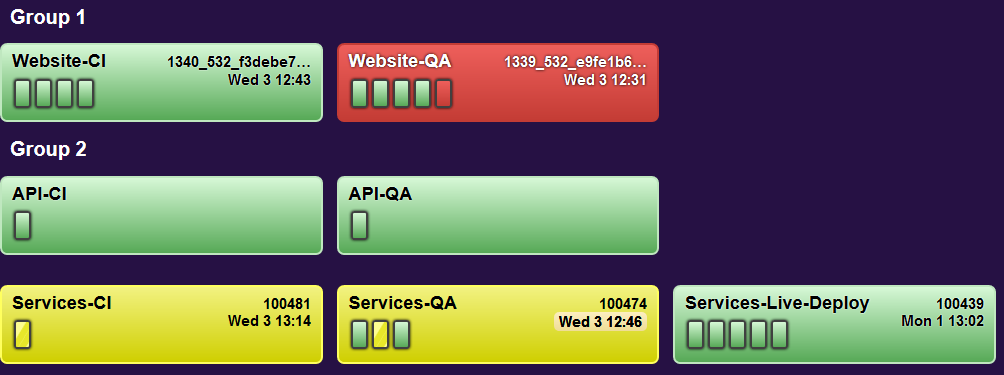 Group 1
Website-CI 1340_532_f3debe7...
Wed 3 12:43
Website-QA 1339_532_e9fe1b6...
Wed 3 12:31
Group 2
API-CI
API-QA
Services-CI 100481
Wed 3 13:14
Services-QA 100474
Wed 3 12:46
Services-Live-Deploy 100439
Mon 1 13:02